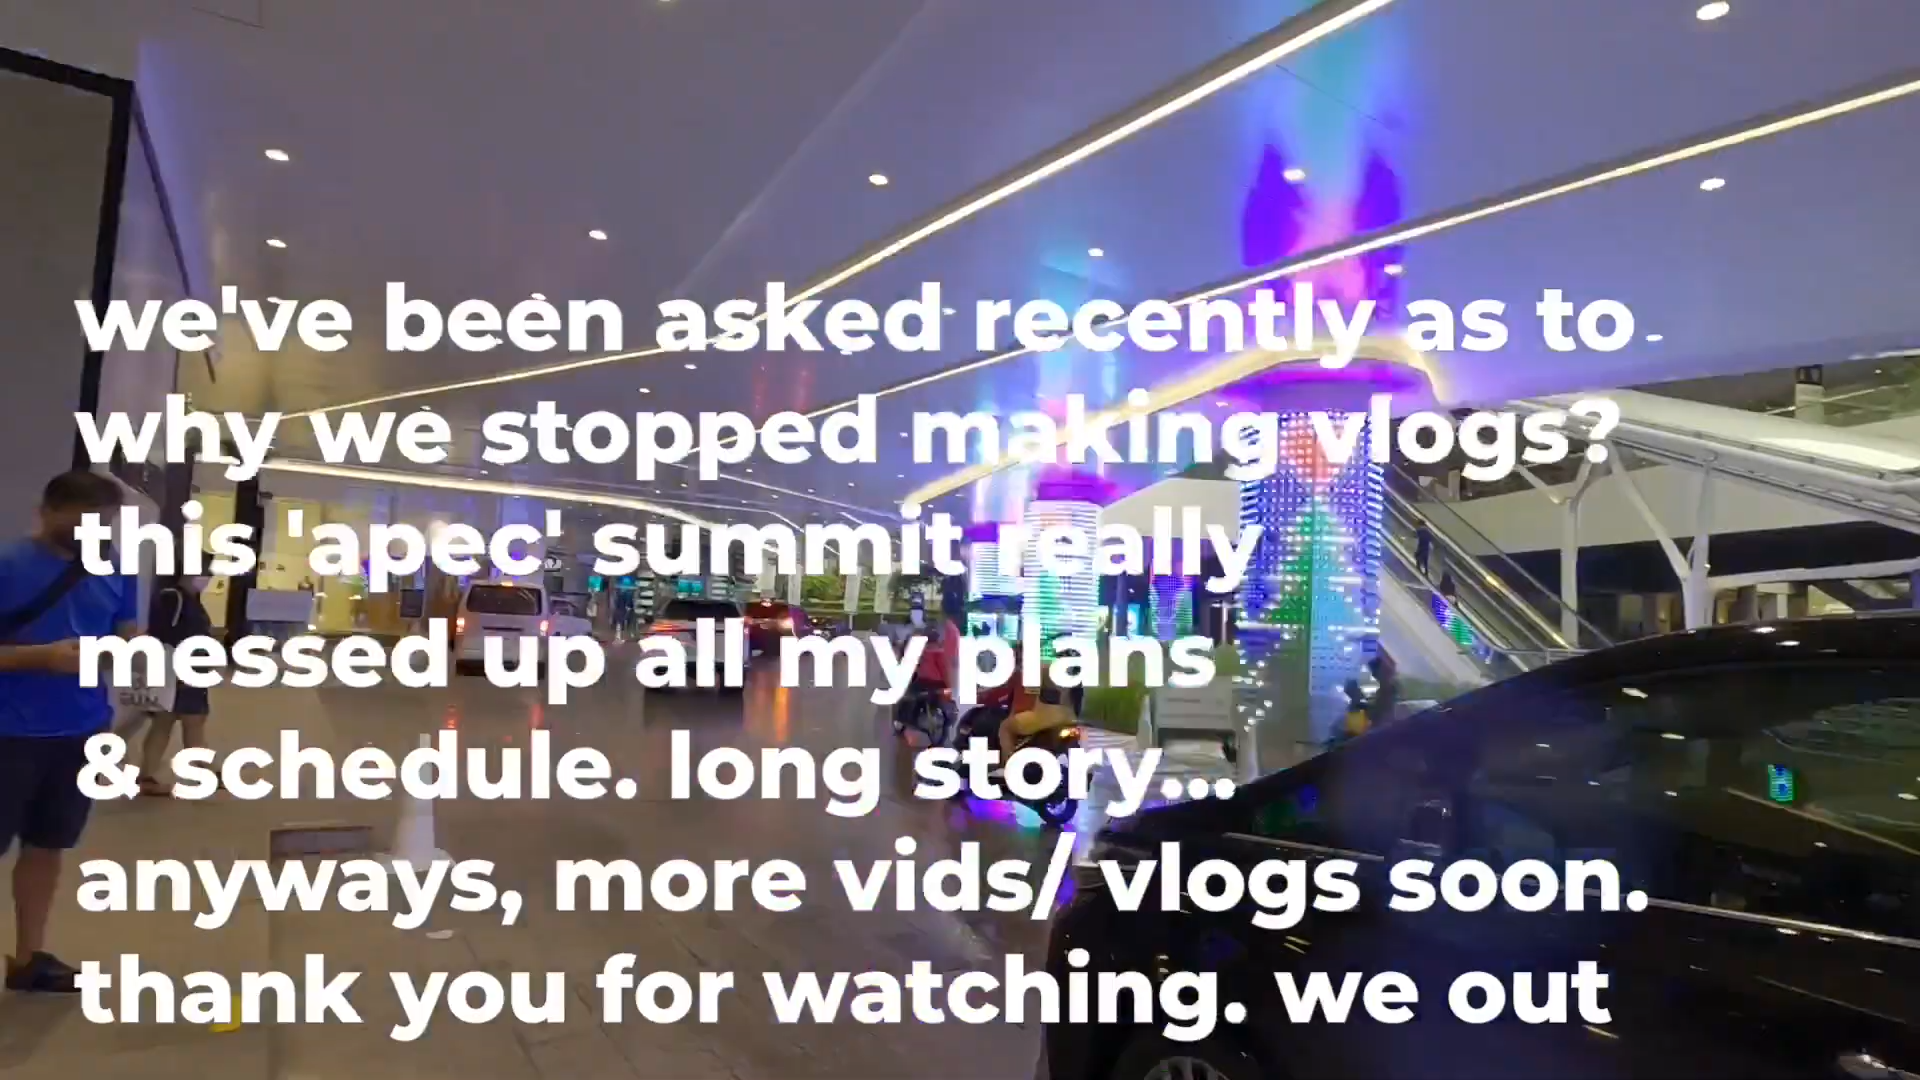 we've been asked recently as to
why we stopped making vlogs?
this 'apec' summit really
messed up all my plans
& schedule. long story...
anyways, more vids/ vlogs soon.
thank you for watching. we out